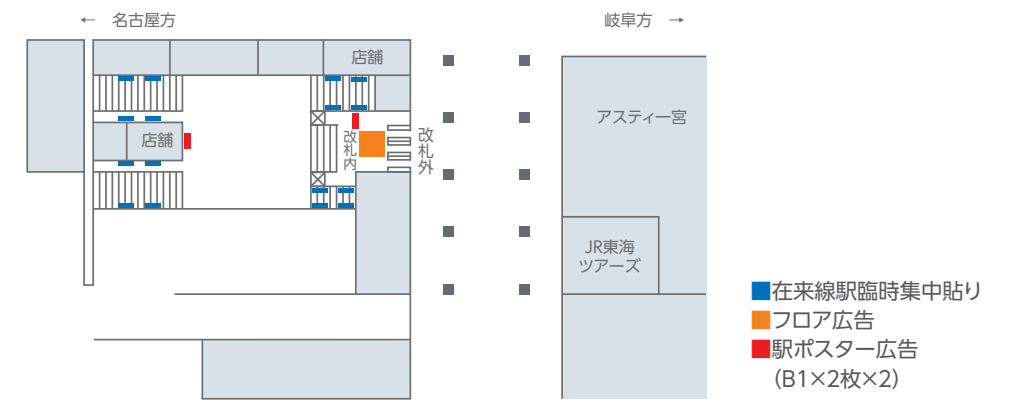 ← 名古屋方
岐阜方 →
店舗
アスティ一宮
店舗
改札内
改札外
JR東海
ツアーズ
■在来線駅臨時集中貼り
■フロア広告
■駅ポスター広告
（B1×2枚×2）